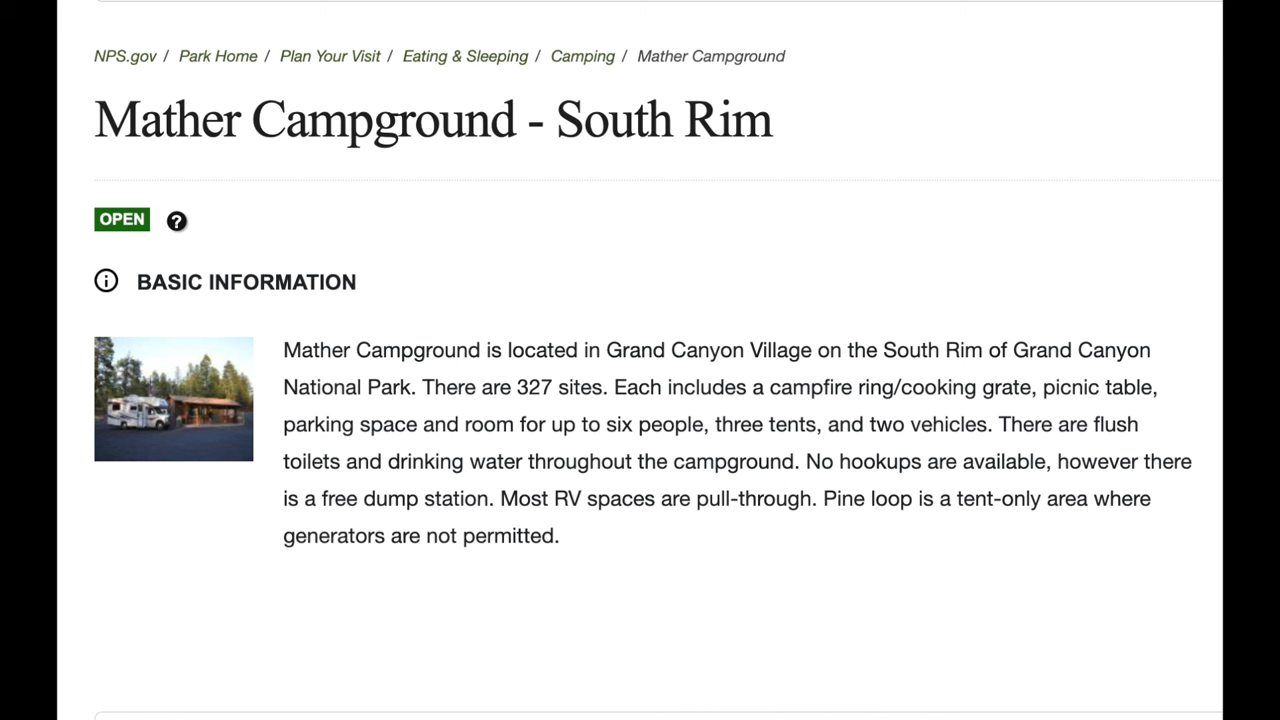 NPS.gov / Park Home / Plan Your Visit / Eating & Sleeping / Camping / Mather Campground
Mather Campground - South Rim
OPEN ?
BASIC INFORMATION
Mather Campground is located in Grand Canyon Village on the South Rim of Grand Canyon
National Park. There are 327 sites. Each includes a campfire ring/cooking grate, picnic table,
parking space and room for up to six people, three tents, and two vehicles. There are flush
toilets and drinking water throughout the campground. No hookups are available, however there
is a free dump station. Most RV spaces are pull-through. Pine loop is a tent-only area where
generators are not permitted.